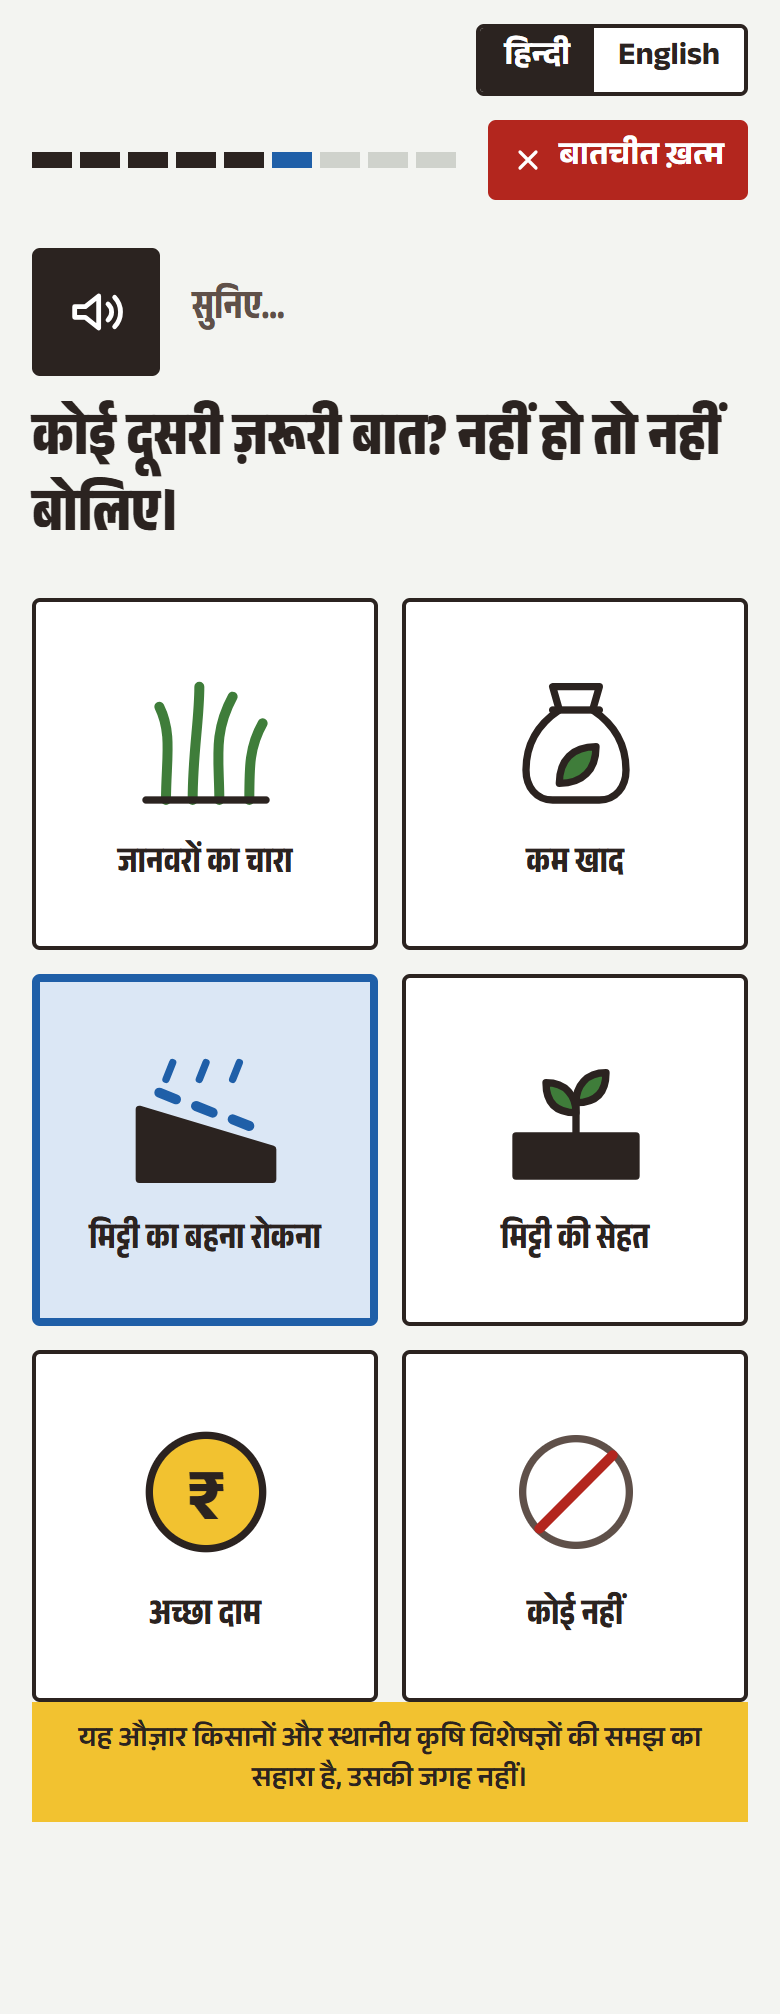 हिन्दी English
बातचीत ख़त्म
सुनिए...
कोई दूसरी ज़रूरी बात? नहीं हो तो नहीं
बोलिए।
जानवरों का चारा
कम खाद
मिट्टी का बहना रोकना
मिट्टी की सेहत
₹
अच्छा दाम
कोई नहीं
यह औज़ार किसानों और स्थानीय कृषि विशेषज्ञों की समझ का
सहारा है, उसकी जगह नहीं।